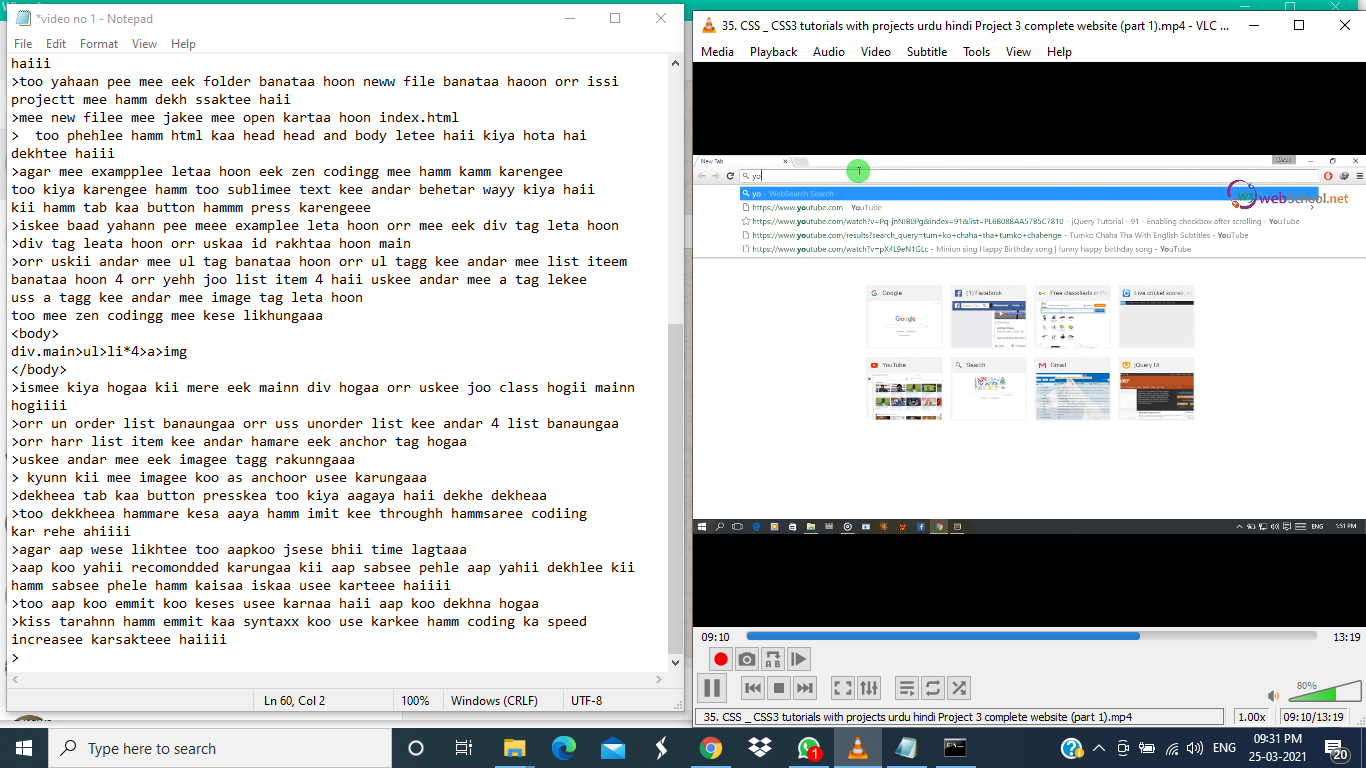 *video no 1 - Notepad
File Edit Format View Help
haiii
>too yahaan pee mee eek folder banataa hoon neww file banataa haoon orr issi
projectt mee hamm dekh ssaktee haii
>mee new filee mee jakee mee open kartaa hoon index.html
>  too phehlee hamm html kaa head head and body letee haii kiya hota hai
dekhtee haiii
>agar mee exampplee letaa hoon eek zen codingg mee hamm kamm karengee
too kiya karengee hamm too sublimee text kee andar behetar wayy kiya haii
kii hamm tab kaa button hammm press karengeee
>iskee baad yahann pee meee examplee leta hoon orr mee eek div tag leta hoon
>div tag leata hoon orr uskaa id rakhtaa hoon main
>orr uskii andar mee ul tag banataa hoon orr ul tagg kee andar mee list iteem
banataa hoon 4 orr yehh joo list item 4 haii uskee andar mee a tag lekee
uss a tagg kee andar mee image tag leta hoon
too mee zen codingg mee kese likhungaaa
<body>
div.main>ul>li*4>a>img
</body>
>ismee kiya hogaa kii mere eek mainn div hogaa orr uskee joo class hogii mainn
hogiiii
>orr un order list banaungaa orr uss unorder list kee andar 4 list banaungaa
>orr harr list item kee andar hamare eek anchor tag hogaa
>uskee andar mee eek imagee tagg rakunngaaa
> kyunn kii mee imagee koo as anchoor usee karungaaa
>dekheea tab kaa button presskea too kiya aagaya haii dekhe dekheaa
>too dekkheea hammare kesa aaya hamm imit kee throughh hammsaree codiing
kar rehe ahiiii
>agar aap wese likhtee too aapkoo jsese bhii time lagtaaa
>aap koo yahii recomondded karungaa kii aap sabsee pehle aap yahii dekhlee kii
hamm sabsee phele hamm kaisaa iskaa usee karteee haiiii
>too aap koo emmit koo keses usee karnaa haii aap koo dekhna hogaa
>kiss tarahnn hamm emmit kaa syntaxx koo use karkee hamm coding ka speed
increasee karsakteee haiiii
>
Ln 60, Col 2 100% Windows (CRLF) UTF-8
35. CSS _ CSS3 tutorials with projects urdu hindi Project 3 complete website (part 1).mp4 - VLC ...
Media Playback Audio Video Subtitle Tools View Help
New Tab
yo
yo - WebSearch Search
https://www.youtube.com - YouTube
https://www.youtube.com/watch?v=Pq-jnNIB0Pg&index=91&list=PL6B08BAA57B5C7810 - jQuery Tutorial - 91 - Enabling checkbox after scrolling - YouTube
https://www.youtube.com/results?search_query=tum+ko+chaha+tha+tumko+chahenge - Tumko Chaha Tha With English Subtitles - YouTube
https://www.youtube.com/watch?v=pX4L9eN1GLc - Minion sing Happy Birthday song | funny happy birthday song - YouTube
W3 webSchool.net
Google (1) Facebook Free classifieds in Pa Live cricket scores, c
YouTube Search Gmail jQuery UI
ENG 1:51 PM
09:10 13:19
80%
35. CSS _ CSS3 tutorials with projects urdu hindi Project 3 complete website (part 1).mp4 1.00x 09:10/13:19
Type here to search
1
ENG
09:31 PM
25-03-2021
20